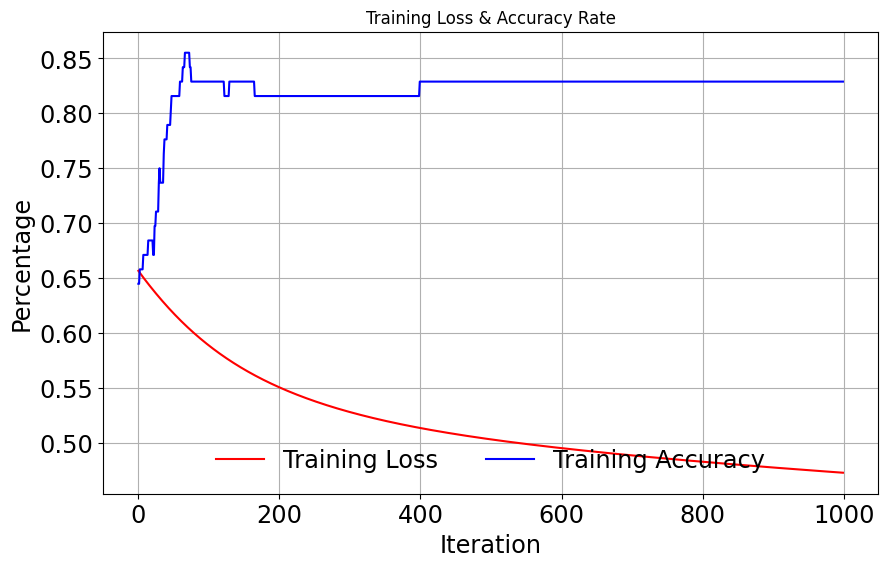 Training Loss & Accuracy Rate
0.85
0.80
0.75
0.70
0.65
0.60
0.55
0.50
Percentage
Training Loss Training Accuracy
0 200 400 600 800 1000
Iteration